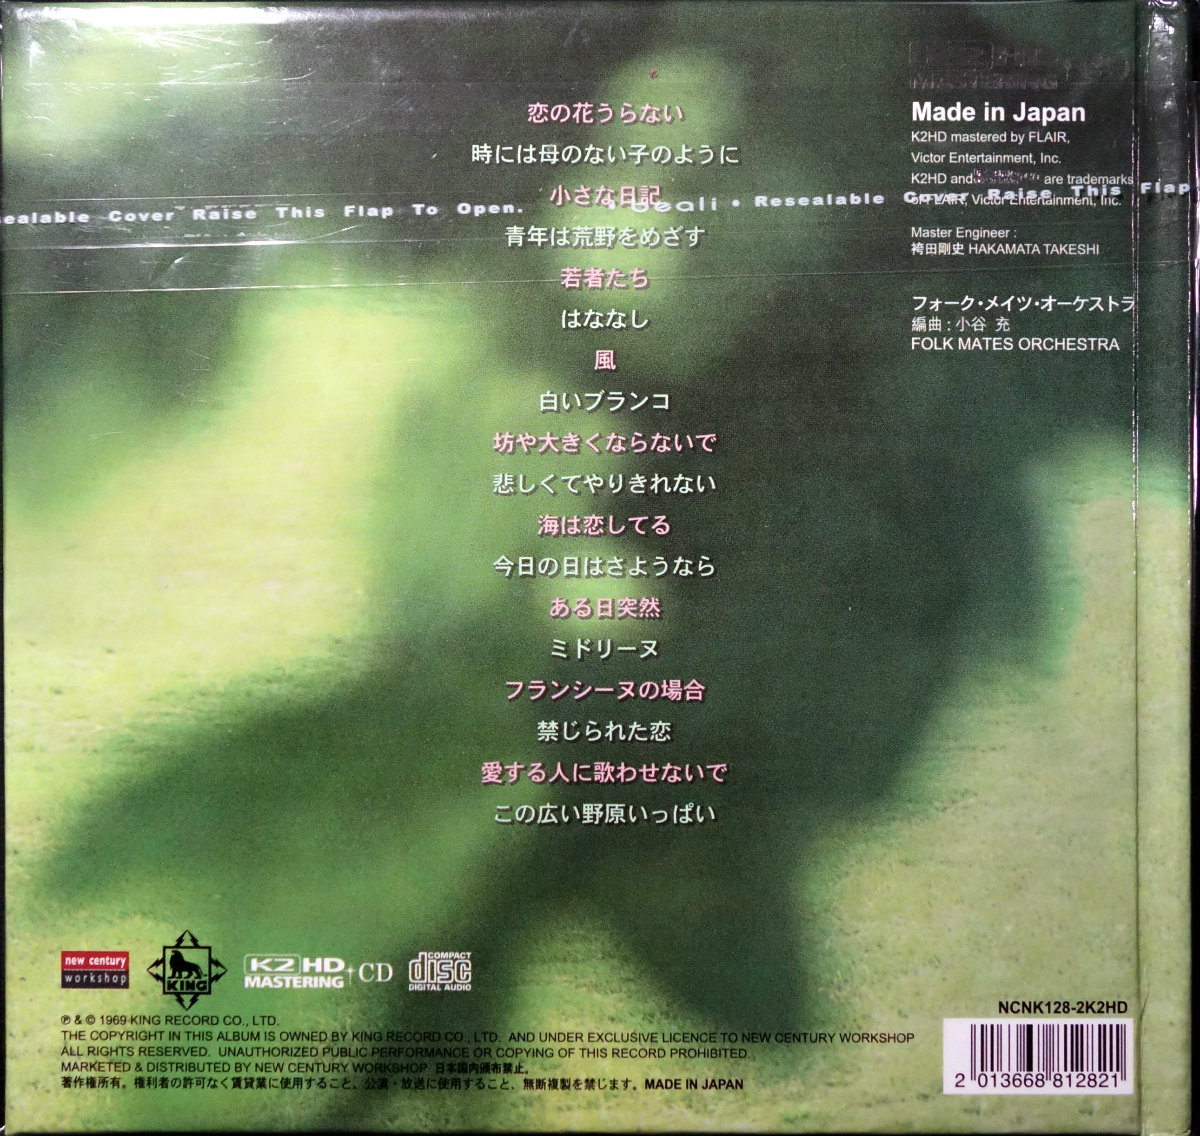 恋の花うらない
時には母のない子のように
小さな日記
青年は荒野をめざす
若者たち
はななし
風
白いブランコ
坊や大きくならないで
悲しくてやりきれない
海は恋してる
今日の日はさようなら
ある日突然
ミドリーヌ
フランシーヌの場合
禁じられた恋
愛する人に歌わせないで
この広い野原いっぱい
Made in Japan
K2HD mastered by FLAIR,
Victor Entertainment, Inc.
K2HD and are trademarks
of FLAIR, Victor Entertainment, Inc.
Master Engineer :
袴田剛史 HAKAMATA TAKESHI
フォーク・メイツ・オーケストラ
編曲 : 小谷 充
FOLK MATES ORCHESTRA
sealable Cover Raise This Flap To Open. • Resealable Cover Raise This Flap
new century
workshop
KING
K2 HD
MASTERING
+CD
COMPACT
disc
DIGITAL AUDIO
℗ & © 1969 KING RECORD CO., LTD.
THE COPYRIGHT IN THIS ALBUM IS OWNED BY KING RECORD CO., LTD. AND UNDER EXCLUSIVE LICENCE TO NEW CENTURY WORKSHOP
ALL RIGHTS RESERVED. UNAUTHORIZED PUBLIC PERFORMANCE OR COPYING OF THIS RECORD PROHIBITED.
MARKETED & DISTRIBUTED BY NEW CENTURY WORKSHOP 日本国内頒布禁止。
著作権所有。権利者の許可なく賃貸業に使用すること、公演・放送に使用すること、無断複製を禁じます。MADE IN JAPAN
NCNK128-2K2HD
2 013668 812821